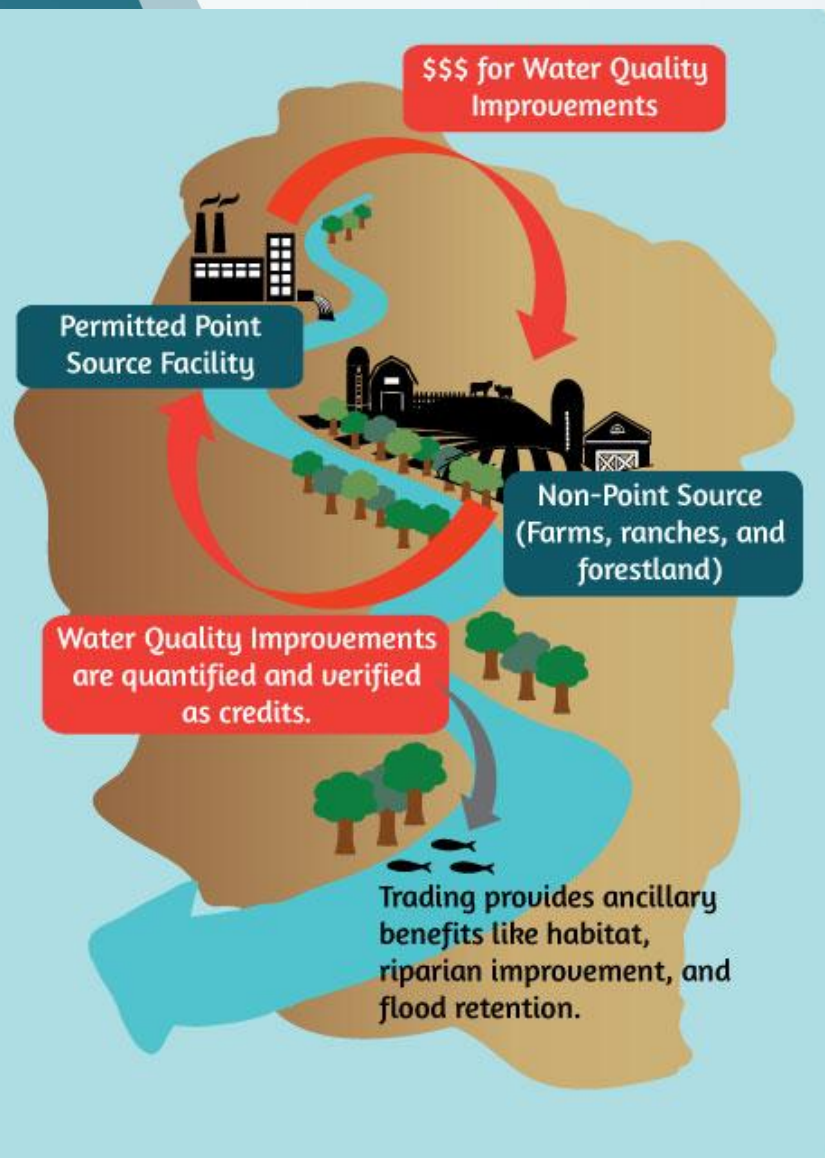 $$$ for Water Quality
Improvements
Permitted Point
Source Facility
Non-Point Source
(Farms, ranches, and
forestland)
Water Quality Improvements
are quantified and verified
as credits.
Trading provides ancillary
benefits like habitat,
riparian improvement, and
flood retention.